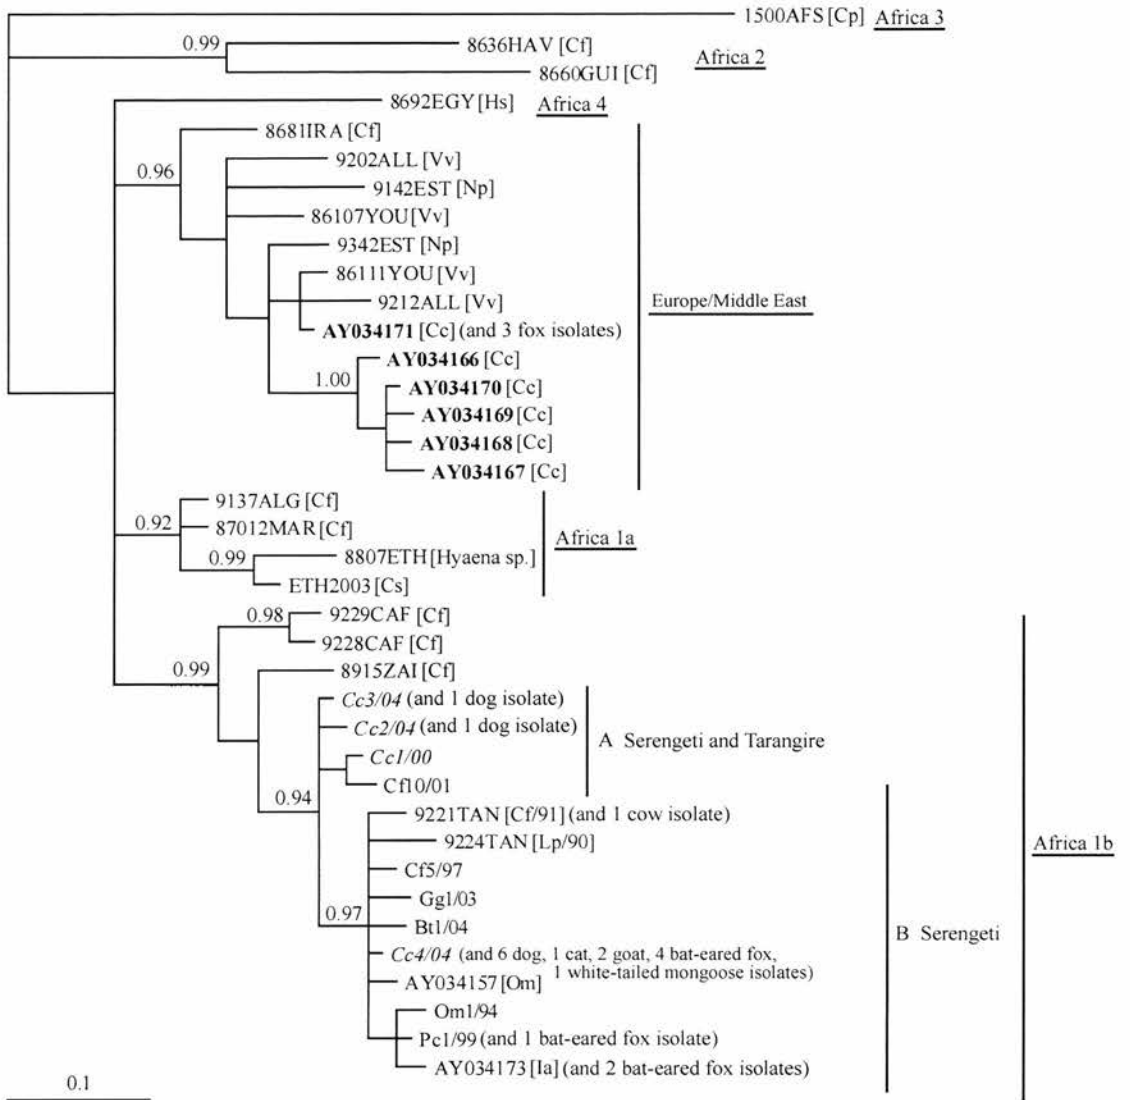 1500AFS [Cp] Africa 3
0.99 8636HAV [Cf]
Africa 2
8660GUI [Cf]
8692EGY [Hs] Africa 4
8681IRA [Cf]
9202ALL [Vv]
0.96
9142EST [Np]
86107YOU [Vv]
9342EST [Np]
86111YOU [Vv]
9212ALL [Vv]
Europe/Middle East
AY034171 [Cc] (and 3 fox isolates)
AY034166 [Cc]
1.00
AY034170 [Cc]
AY034169 [Cc]
AY034168 [Cc]
AY034167 [Cc]
9137ALG [Cf]
0.92
87012MAR [Cf]
Africa 1a
0.99 8807ETH [Hyaena sp.]
ETH2003 [Cs]
0.98 9229CAF [Cf]
9228CAF [Cf]
0.99 8915ZAI [Cf]
Cc3/04 (and 1 dog isolate)
Cc2/04 (and 1 dog isolate)
A Serengeti and Tarangire
Cc1/00
Cf10/01
0.94
9221TAN [Cf/91] (and 1 cow isolate)
9224TAN [Lp/90]
Africa 1b
Cf5/97
Gg1/03
0.97
Bt1/04
B Serengeti
Cc4/04 (and 6 dog, 1 cat, 2 goat, 4 bat-eared fox,
1 white-tailed mongoose isolates)
AY034157 [Om]
Om1/94
Pc1/99 (and 1 bat-eared fox isolate)
AY034173 [Ia] (and 2 bat-eared fox isolates)
0.1